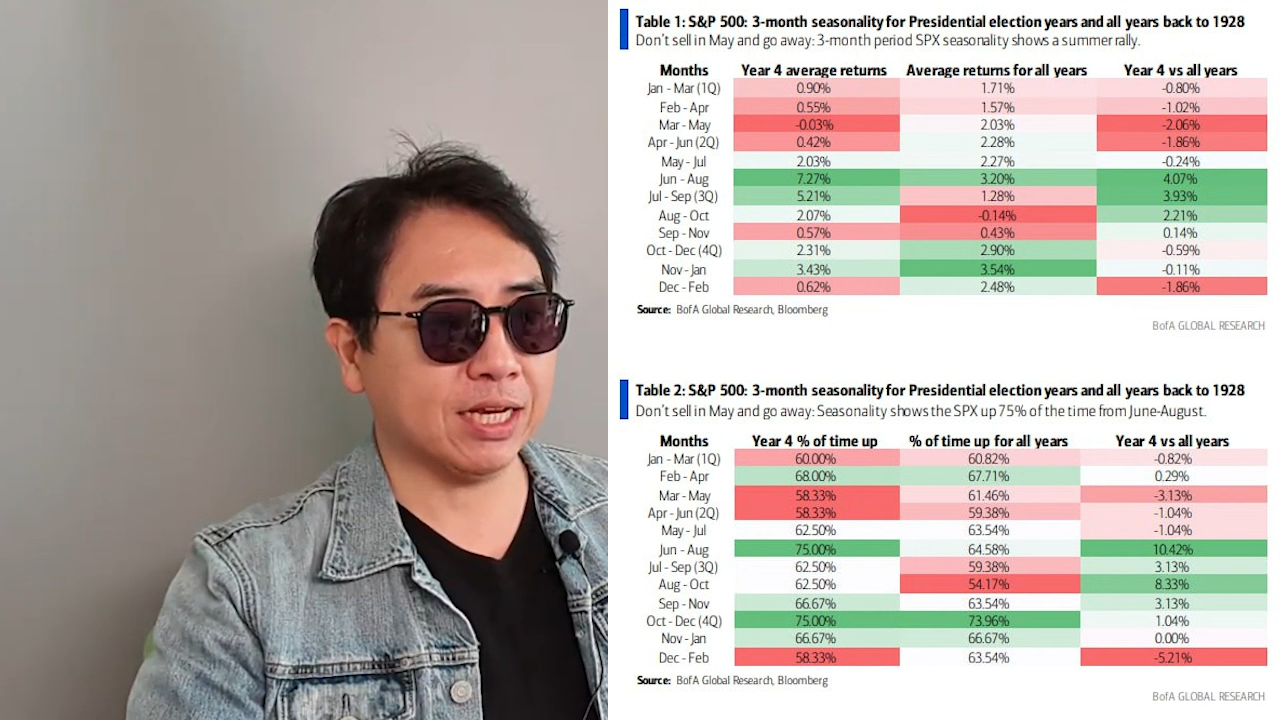 Table 1: S&P 500: 3-month seasonality for Presidential election years and all years back to 1928
Don't sell in May and go away: 3-month period SPX seasonality shows a summer rally.
Months Year 4 average returns Average returns for all years Year 4 vs all years
Jan - Mar (1Q) 0.90% 1.71% -0.80%
Feb - Apr 0.55% 1.57% -1.02%
Mar - May -0.03% 2.03% -2.06%
Apr - Jun (2Q) 0.42% 2.28% -1.86%
May - Jul 2.03% 2.27% -0.24%
Jun - Aug 7.27% 3.20% 4.07%
Jul - Sep (3Q) 5.21% 1.28% 3.93%
Aug - Oct 2.07% -0.14% 2.21%
Sep - Nov 0.57% 0.43% 0.14%
Oct - Dec (4Q) 2.31% 2.90% -0.59%
Nov - Jan 3.43% 3.54% -0.11%
Dec - Feb 0.62% 2.48% -1.86%
Source: BofA Global Research, Bloomberg
BofA GLOBAL RESEARCH
Table 2: S&P 500: 3-month seasonality for Presidential election years and all years back to 1928
Don't sell in May and go away: Seasonality shows the SPX up 75% of the time from June-August.
Months Year 4 % of time up % of time up for all years Year 4 vs all years
Jan - Mar (1Q) 60.00% 60.82% -0.82%
Feb - Apr 68.00% 67.71% 0.29%
Mar - May 58.33% 61.46% -3.13%
Apr - Jun (2Q) 58.33% 59.38% -1.04%
May - Jul 62.50% 63.54% -1.04%
Jun - Aug 75.00% 64.58% 10.42%
Jul - Sep (3Q) 62.50% 59.38% 3.13%
Aug - Oct 62.50% 54.17% 8.33%
Sep - Nov 66.67% 63.54% 3.13%
Oct - Dec (4Q) 75.00% 73.96% 1.04%
Nov - Jan 66.67% 66.67% 0.00%
Dec - Feb 58.33% 63.54% -5.21%
Source: BofA Global Research, Bloomberg
BofA GLOBAL RESEARCH